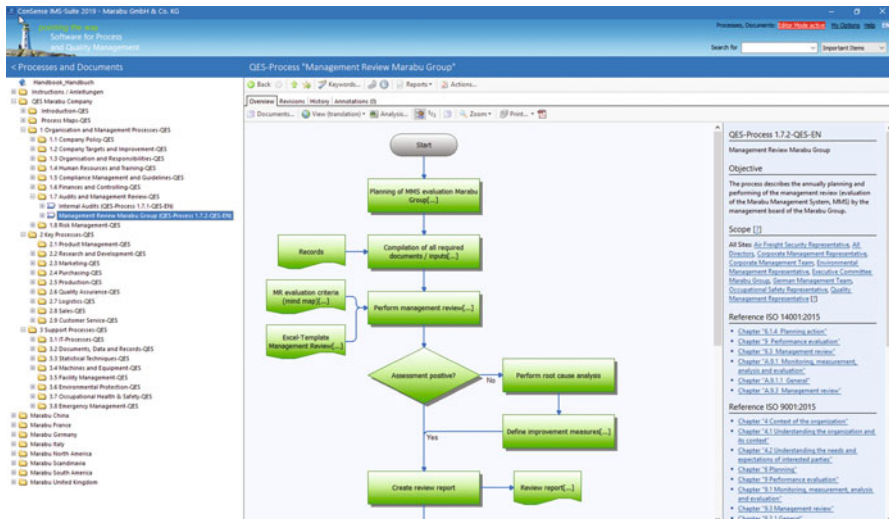 ConSense IMS-Suite 2019 - Marabu GmbH & Co. KG
Software for Process
and Quality Management
Processes, Documents: Editor Mode active My Options Help EN
Search for Important Items
< Processes and Documents
QES-Process "Management Review Marabu Group"
Handbook_Handbuch
Instructions / Anleitungen
QES Marabu Company
Introduction-QES
Process Maps-QES
1 Organisation and Management Processes-QES
1.1 Company Policy-QES
1.2 Company Targets and Improvement-QES
1.3 Organisation and Responsibilities-QES
1.4 Human Resources and Training-QES
1.5 Compliance Management and Guidelines-QES
1.6 Finances and Controlling-QES
1.7 Audits and Management Review-QES
Internal Audits (QES-Process 1.7.1-QES-EN)
Management Review Marabu Group (QES-Process 1.7.2-QES-EN)
1.8 Risk Management-QES
2 Key Processes-QES
2.1 Product Management-QES
2.2 Research and Development-QES
2.3 Marketing-QES
2.4 Purchasing-QES
2.5 Production-QES
2.6 Quality Assurance-QES
2.7 Logistics-QES
2.8 Sales-QES
2.9 Customer Service-QES
3 Support Processes-QES
3.1 IT-Processes-QES
3.2 Documents, Data and Records-QES
3.3 Statistical Techniques-QES
3.4 Machines and Equipment-QES
3.5 Facility Management-QES
3.6 Environmental Protection-QES
3.7 Occupational Health & Safety-QES
3.8 Emergency Management-QES
Marabu China
Marabu France
Marabu Germany
Marabu Italy
Marabu North America
Marabu Scandinavia
Marabu South America
Marabu United Kingdom
Back Keywords... Reports Actions...
Overview Revisions History Annotations (0)
Documents... View (translation) Analysis... Zoom Print...
Start
Planning of MMS evaluation Marabu
Group[...]
Records
Compilation of all required
documents / inputs[...]
MR evaluation criteria
(mind map)[...]
Perform management review[...]
Excel-Template
Management Review[...]
Assessment positive?
No
Perform root cause analysis
Define improvement measures[...]
Yes
Create review report
Review report[...]
QES-Process 1.7.2-QES-EN
Management Review Marabu Group
Objective
The process describes the annually planning and
performing of the management review (evaluation
of the Marabu Management System, MMS) by the
management board of the Marabu Group.
Scope [?]
All Sites: Air Freight Security Representative, All
Directors, Corporate Management Representative,
Corporate Management Team, Environmental
Management Representative, Executive Committee
Marabu Group, German Management Team,
Occupational Safety Representative, Quality
Management Representative [?]
Reference ISO 14001:2015
Chapter "6.1.4 Planning action"
Chapter "9 Performance evaluation"
Chapter "9.3 Management review"
Chapter "A.9.1 Monitoring, measurement,
analysis and evaluation"
Chapter "A.9.1.1 General"
Chapter "A.9.3 Management review"
Reference ISO 9001:2015
Chapter "4 Context of the organization"
Chapter "4.1 Understanding the organization and
its context"
Chapter "4.2 Understanding the needs and
expectations of interested parties"
Chapter "6 Planning"
Chapter "9 Performance evaluation"
Chapter "9.1 Monitoring, measurement, analysis
and evaluation"
Chapter "9.3 Management review"